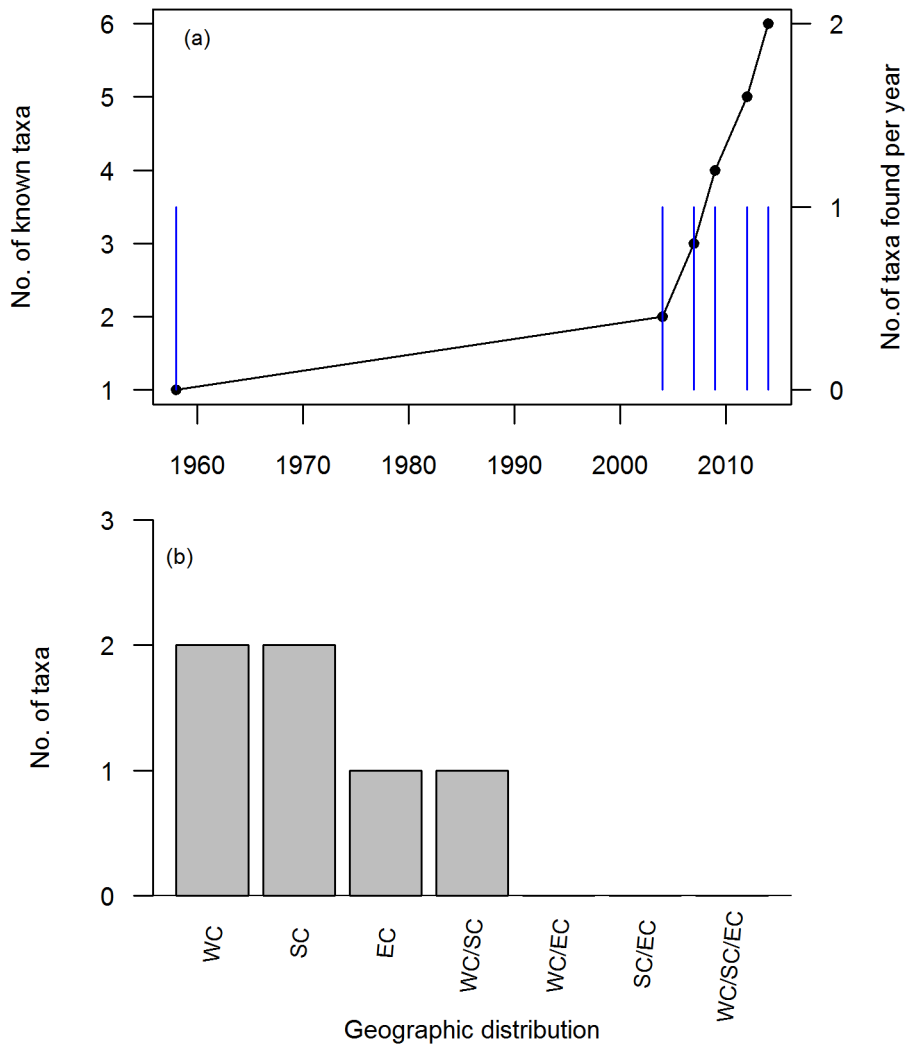 (a)
No. of known taxa
6
5
4
3
2
1
No.of taxa found per year
2
1
0
1960 1970 1980 1990 2000 2010
(b)
No. of taxa
3
2
1
0
WC SC EC WC/SC WC/EC SC/EC WC/SC/EC
Geographic distribution